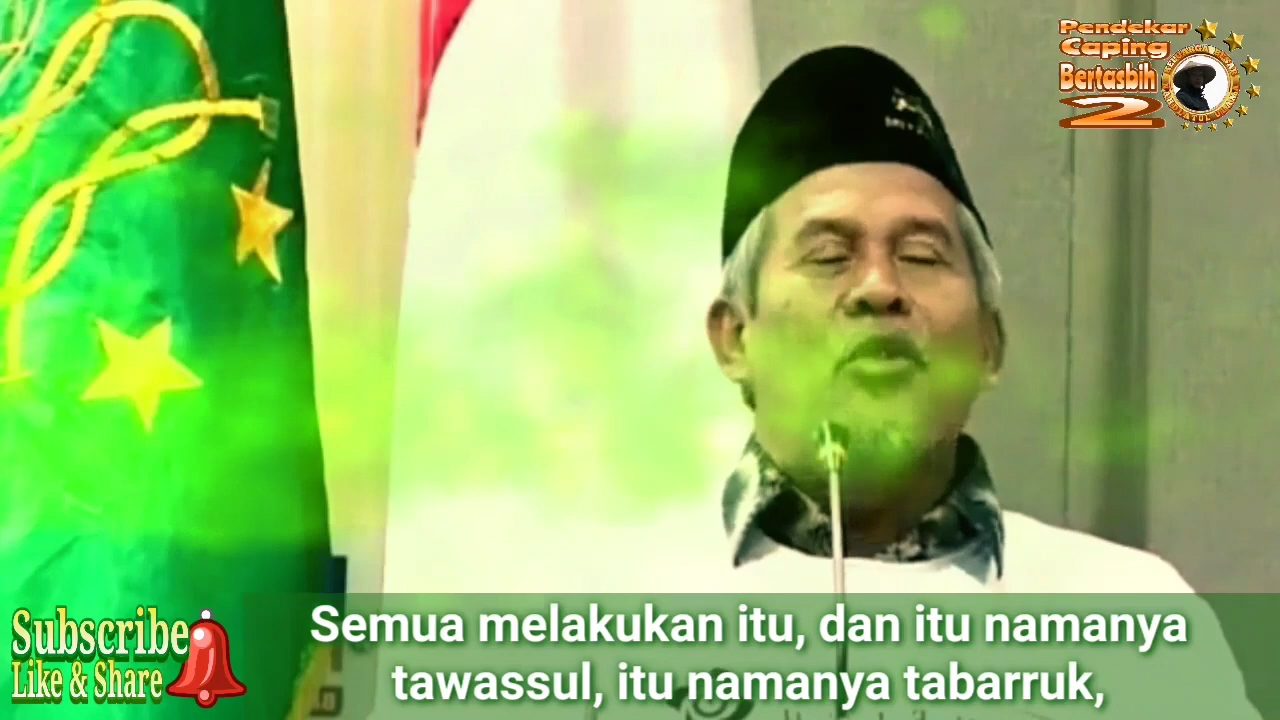 Pendekar
Caping
Bertasbih
2
Subscribe
Like & Share
Semua melakukan itu, dan itu namanya
tawassul, itu namanya tabarruk,